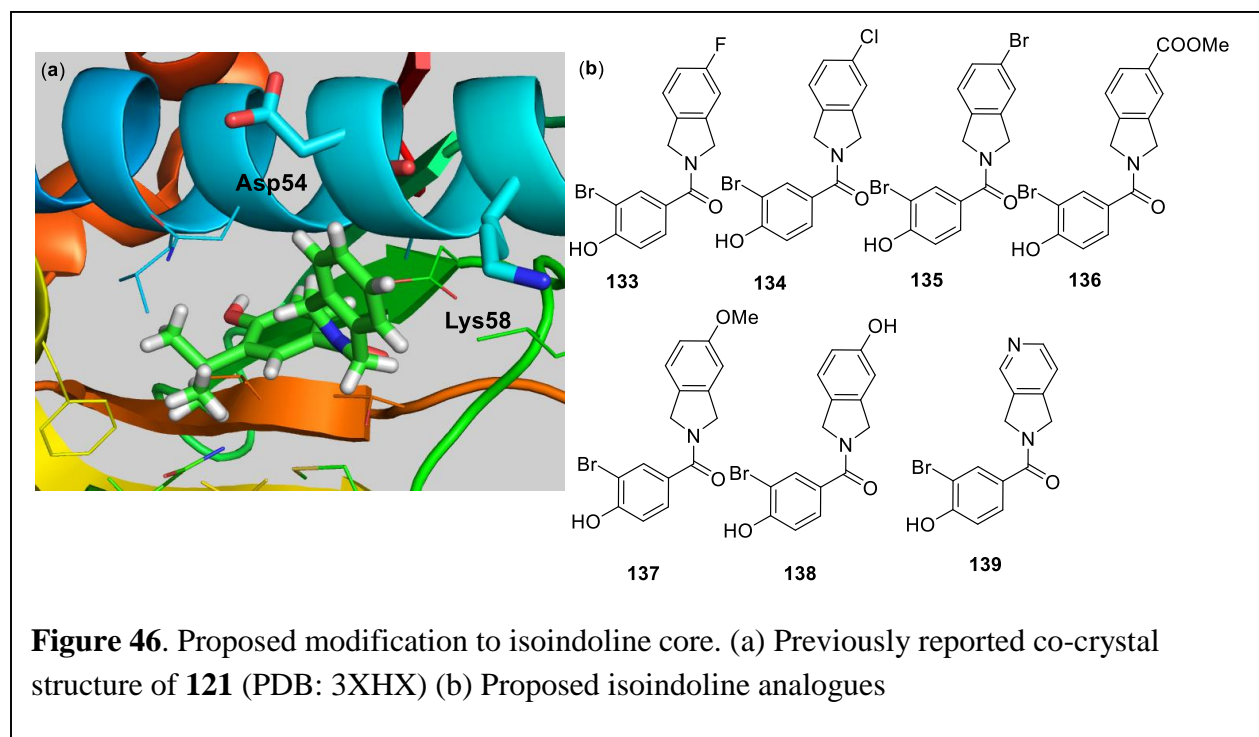 (a)
Asp54
Lys58
(b)
F
N
Br
O
HO
133
Cl
N
Br
O
HO
134
Br
N
Br
O
HO
135
COOMe
N
Br
O
HO
136
OMe
N
Br
O
HO
137
OH
N
Br
O
HO
138
N
N
Br
O
HO
139
Figure 46. Proposed modification to isoindoline core. (a) Previously reported co-crystal
structure of 121 (PDB: 3XHX) (b) Proposed isoindoline analogues